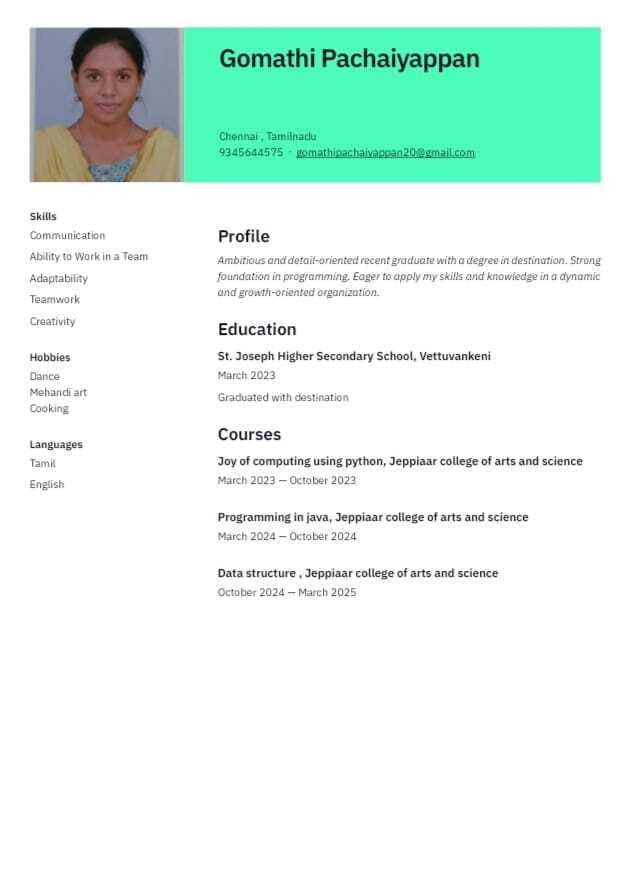 Gomathi Pachaiyappan
Chennai , Tamilnadu
9345644575 · gomathipachaiyappan20@gmail.com
Skills
Communication
Ability to Work in a Team
Adaptability
Teamwork
Creativity
Hobbies
Dance
Mehandi art
Cooking
Languages
Tamil
English
Profile
Ambitious and detail-oriented recent graduate with a degree in destination. Strong
foundation in programming. Eager to apply my skills and knowledge in a dynamic
and growth-oriented organization.
Education
St. Joseph Higher Secondary School, Vettuvankeni
March 2023
Graduated with destination
Courses
Joy of computing using python, Jeppiaar college of arts and science
March 2023 — October 2023
Programming in java, Jeppiaar college of arts and science
March 2024 — October 2024
Data structure , Jeppiaar college of arts and science
October 2024 — March 2025